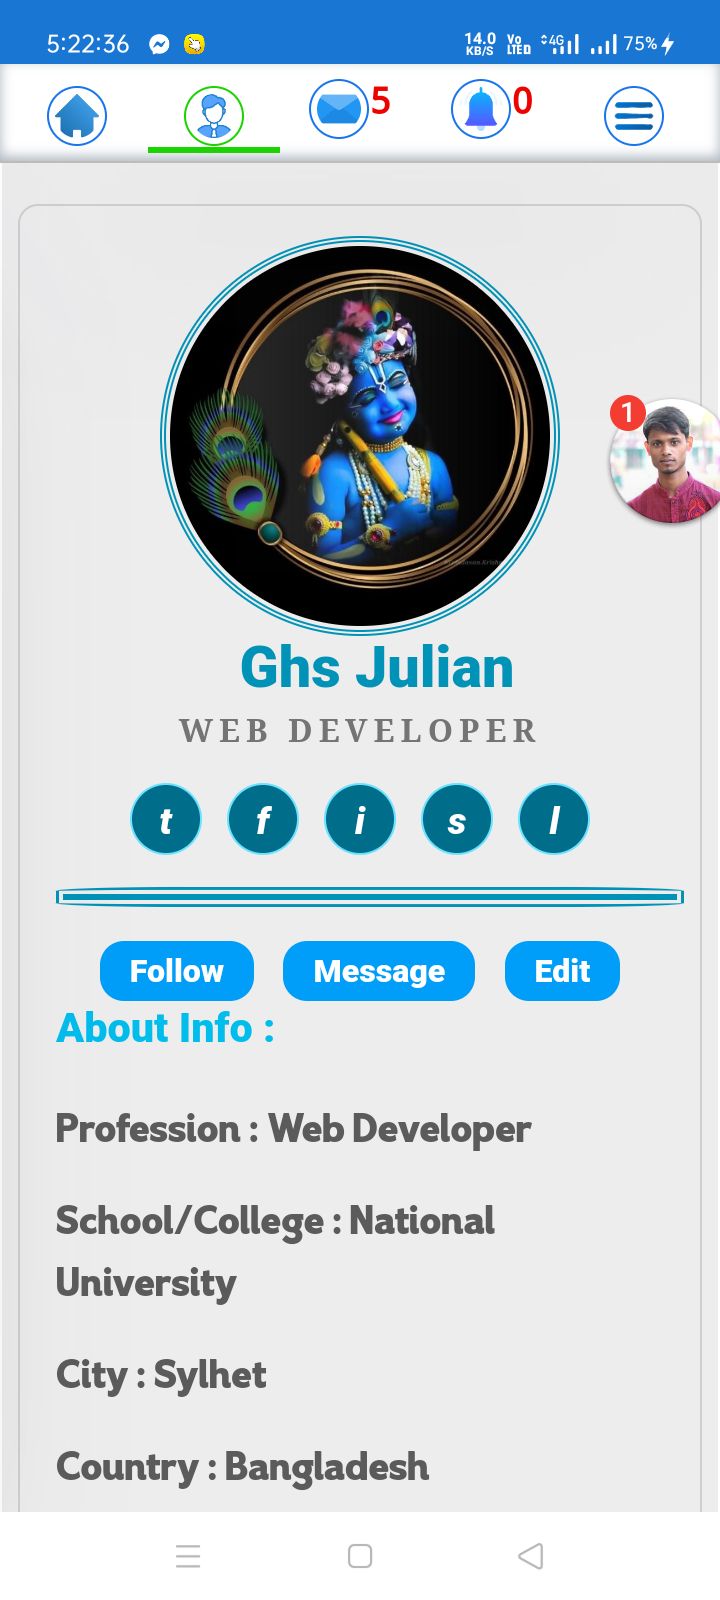 5:22:36 14.0 KB/S Vo LTED 4G 75%
5 0
1
Ghs Julian
WEB DEVELOPER
t f i s l
Follow Message Edit
About Info :
Profession : Web Developer
School/College : National
University
City : Sylhet
Country : Bangladesh